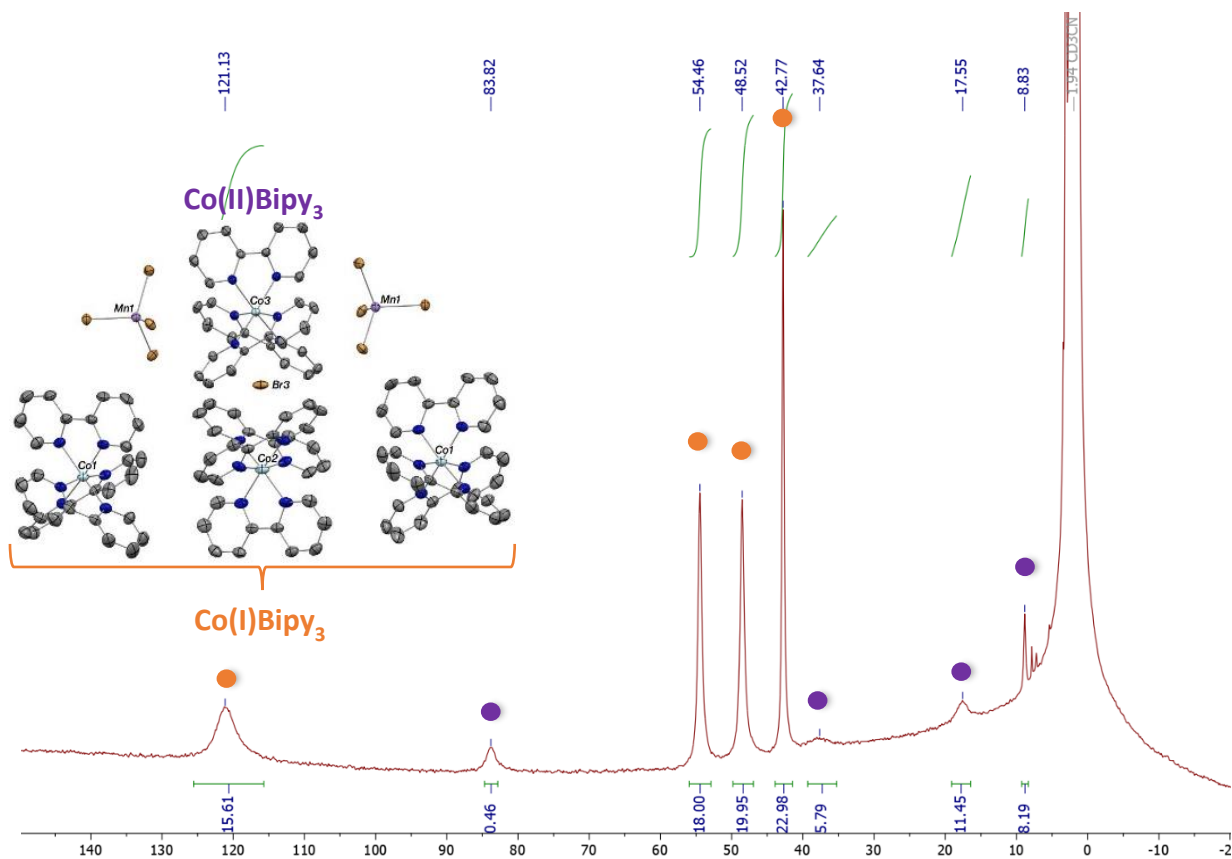 121.13
83.82
54.46
48.52
42.77
37.64
17.55
8.83
1.94 CD3CN
Co(II)Bipy3
Mn1
Co3
Mn1
Br3
Co1
Co2
Co1
Co(I)Bipy3
15.61
0.46
18.00
19.95
22.98
5.79
11.45
8.19
140 130 120 110 100 90 80 70 60 50 40 30 20 10 0 -10 -2